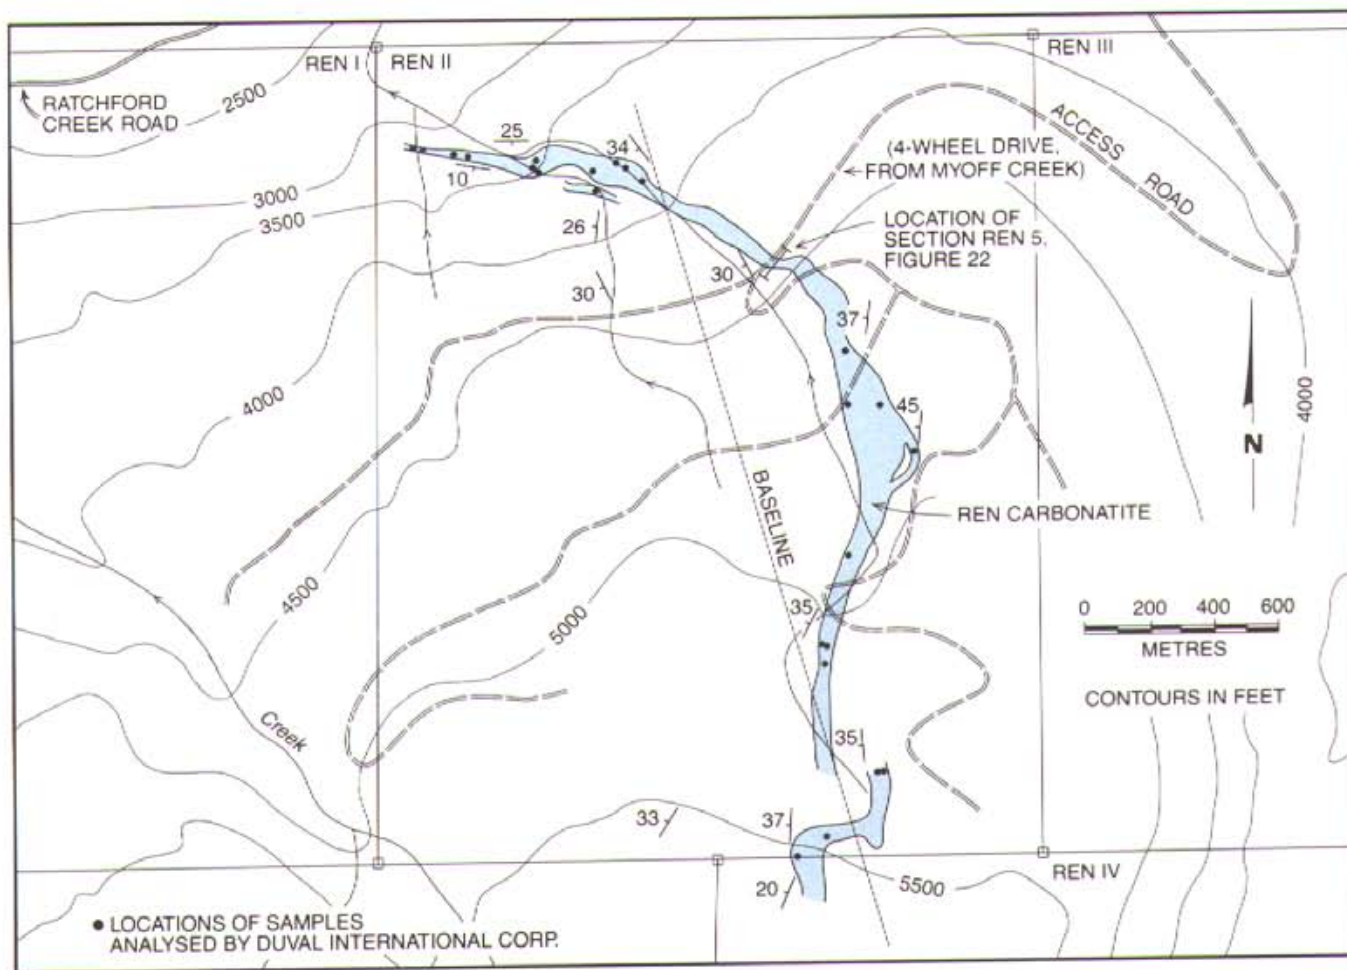 REN I
REN II
REN III
RATCHFORD
CREEK ROAD
2500
25
34
(4-WHEEL DRIVE,
FROM MYOFF CREEK)
ACCESS
ROAD
10
3000
3500
26
LOCATION OF
SECTION REN 5,
FIGURE 22
30
30
37
4000
4000
45
N
BASELINE
REN CARBONATITE
4500
5000
35
0 200 400 600
METRES
CONTOURS IN FEET
Creek
35
33
37
REN IV
20
5500
LOCATIONS OF SAMPLES
ANALYSED BY DUVAL INTERNATIONAL CORP.